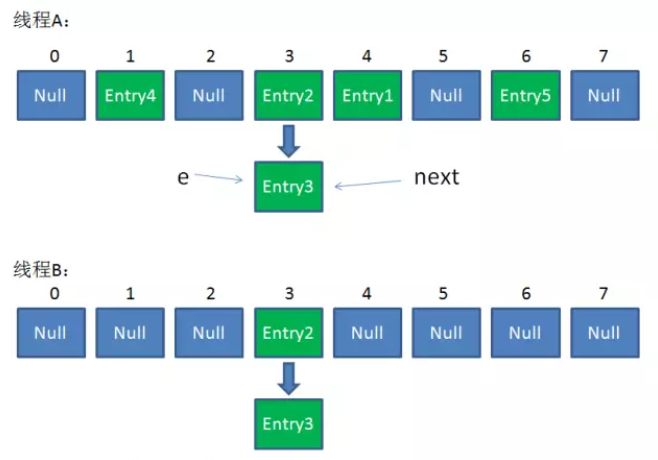 线程A:
0 1 2 3 4 5 6 7
Null Entry4 Null Entry2 Entry1 Null Entry5 Null
e Entry3 next
线程B:
0 1 2 3 4 5 6 7
Null Null Null Entry2 Null Null Null Null
Entry3